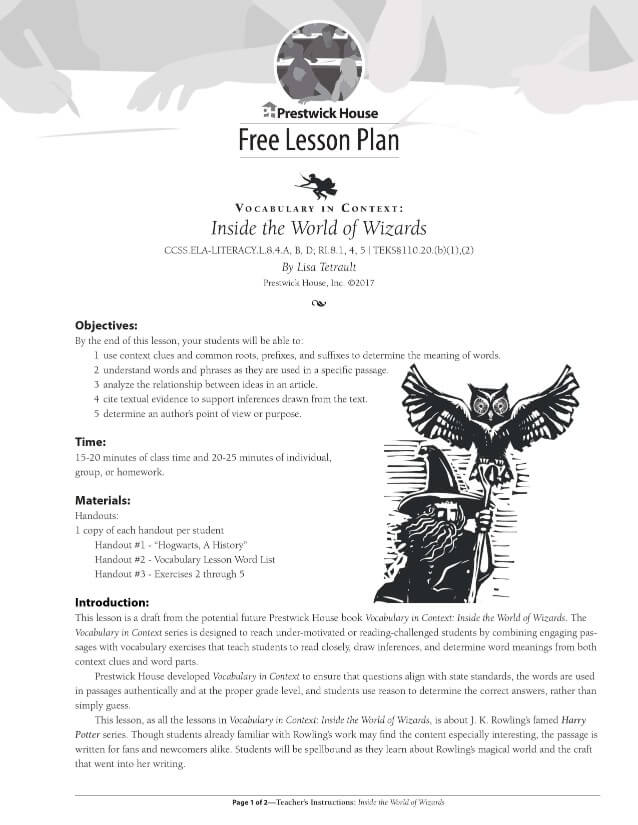 Prestwick House
Free Lesson Plan
Vocabulary in Context:
Inside the World of Wizards
CCSS.ELA-LITERACY.L.8.4.A, B, D; RI.8.1, 4, 5 | TEKS§110.20.(b)(1),(2)
By Lisa Tetrault
Prestwick House, Inc. ©2017
Objectives:
By the end of this lesson, your students will be able to:
1 use context clues and common roots, prefixes, and suffixes to determine the meaning of words.
2 understand words and phrases as they are used in a specific passage.
3 analyze the relationship between ideas in an article.
4 cite textual evidence to support inferences drawn from the text.
5 determine an author's point of view or purpose.
Time:
15-20 minutes of class time and 20-25 minutes of individual,
group, or homework.
Materials:
Handouts:
1 copy of each handout per student
Handout #1 - "Hogwarts, A History"
Handout #2 - Vocabulary Lesson Word List
Handout #3 - Exercises 2 through 5
Introduction:
This lesson is a draft from the potential future Prestwick House book Vocabulary in Context: Inside the World of Wizards. The
Vocabulary in Context series is designed to reach under-motivated or reading-challenged students by combining engaging pas-
sages with vocabulary exercises that teach students to read closely, draw inferences, and determine word meanings from both
context clues and word parts.
Prestwick House developed Vocabulary in Context to ensure that questions align with state standards, the words are used
in passages authentically and at the proper grade level, and students use reason to determine the correct answers, rather than
simply guess.
This lesson, as all the lessons in Vocabulary in Context: Inside the World of Wizards, is about J. K. Rowling's famed Harry
Potter series. Though students already familiar with Rowling's work may find the content especially interesting, the passage is
written for fans and newcomers alike. Students will be spellbound as they learn about Rowling's magical world and the craft
that went into her writing.
Page 1 of 2—Teacher's Instructions: Inside the World of Wizards